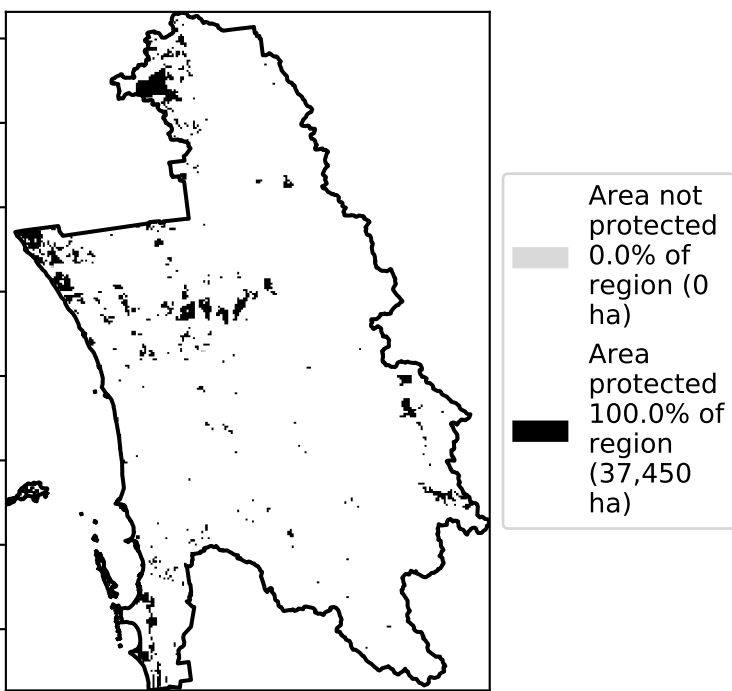 Area not
protected
0.0% of
region (0
ha)
Area
protected
100.0% of
region
(37,450
ha)